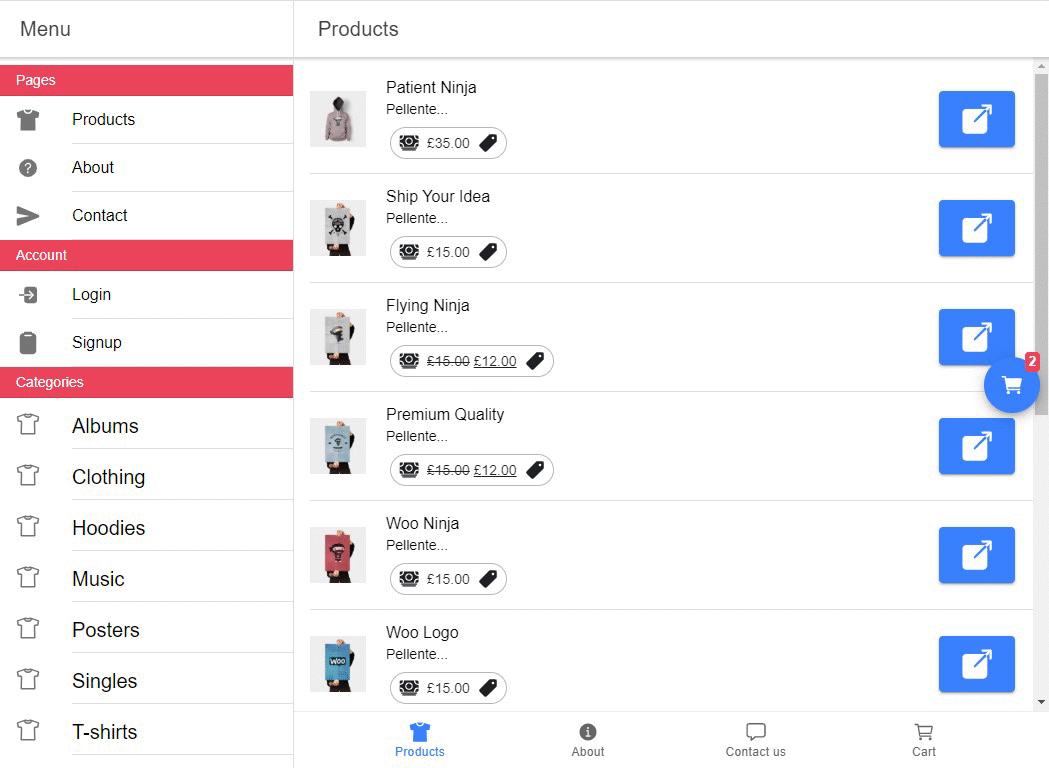 Menu
Pages
Products
About
Contact
Account
Login
Signup
Categories
Albums
Clothing
Hoodies
Music
Posters
Singles
T-shirts
Products
Patient Ninja
Pellente...
£35.00
Ship Your Idea
Pellente...
£15.00
Flying Ninja
Pellente...
£15.00 £12.00
2
Premium Quality
Pellente...
£15.00 £12.00
Woo Ninja
Pellente...
£15.00
Woo Logo
Pellente...
WOO
£15.00
Products
About
Contact us
Cart